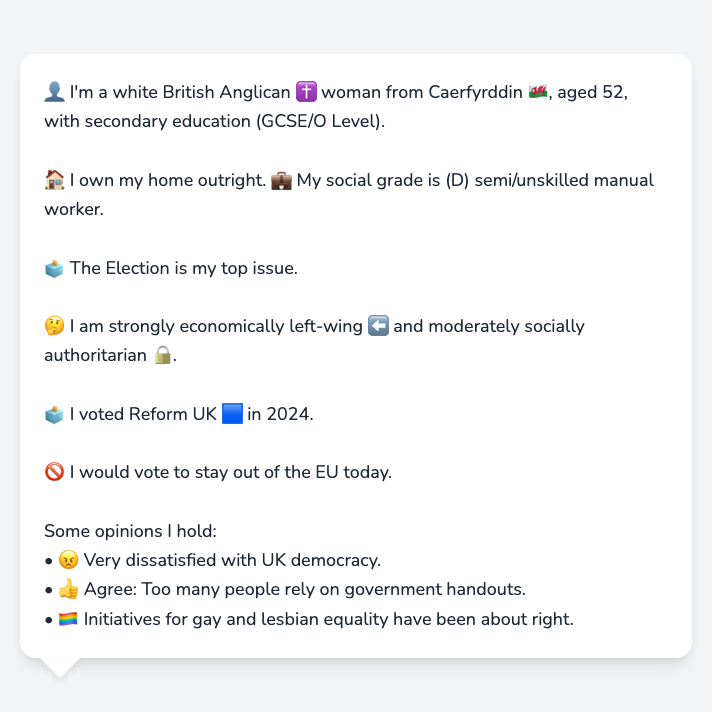 👤 I'm a white British Anglican ✝️ woman from Caerfyrddin 🏴󠁧󠁢󠁷󠁬󠁳󠁿, aged 52,
with secondary education (GCSE/O Level).
🏠 I own my home outright. 💼 My social grade is (D) semi/unskilled manual
worker.
🗳️ The Election is my top issue.
🤔 I am strongly economically left-wing ⬅️ and moderately socially
authoritarian 🔒.
🗳️ I voted Reform UK 🟦 in 2024.
🚫 I would vote to stay out of the EU today.
Some opinions I hold:
• 😠 Very dissatisfied with UK democracy.
• 👍 Agree: Too many people rely on government handouts.
• 🏳️‍🌈 Initiatives for gay and lesbian equality have been about right.